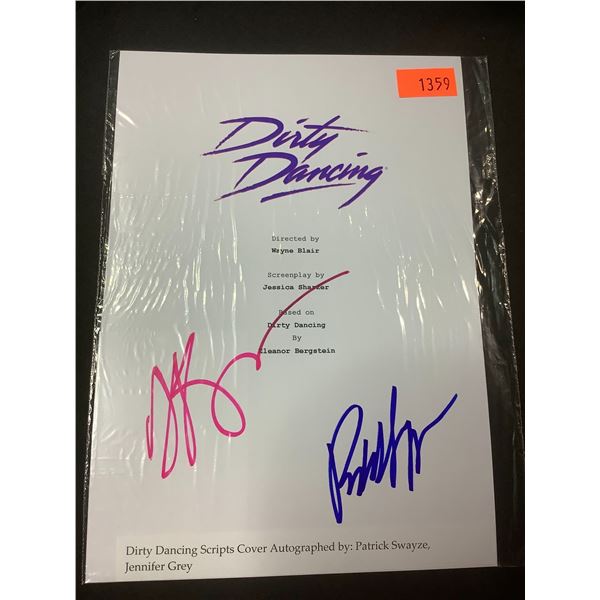 1359
Dirty
Dancing
Directed by
Wayne Blair
Screenplay by
Jessica Sharzer
Based on
Dirty Dancing
By
Eleanor Bergstein
Dirty Dancing Scripts Cover Autographed by: Patrick Swayze,
Jennifer Grey